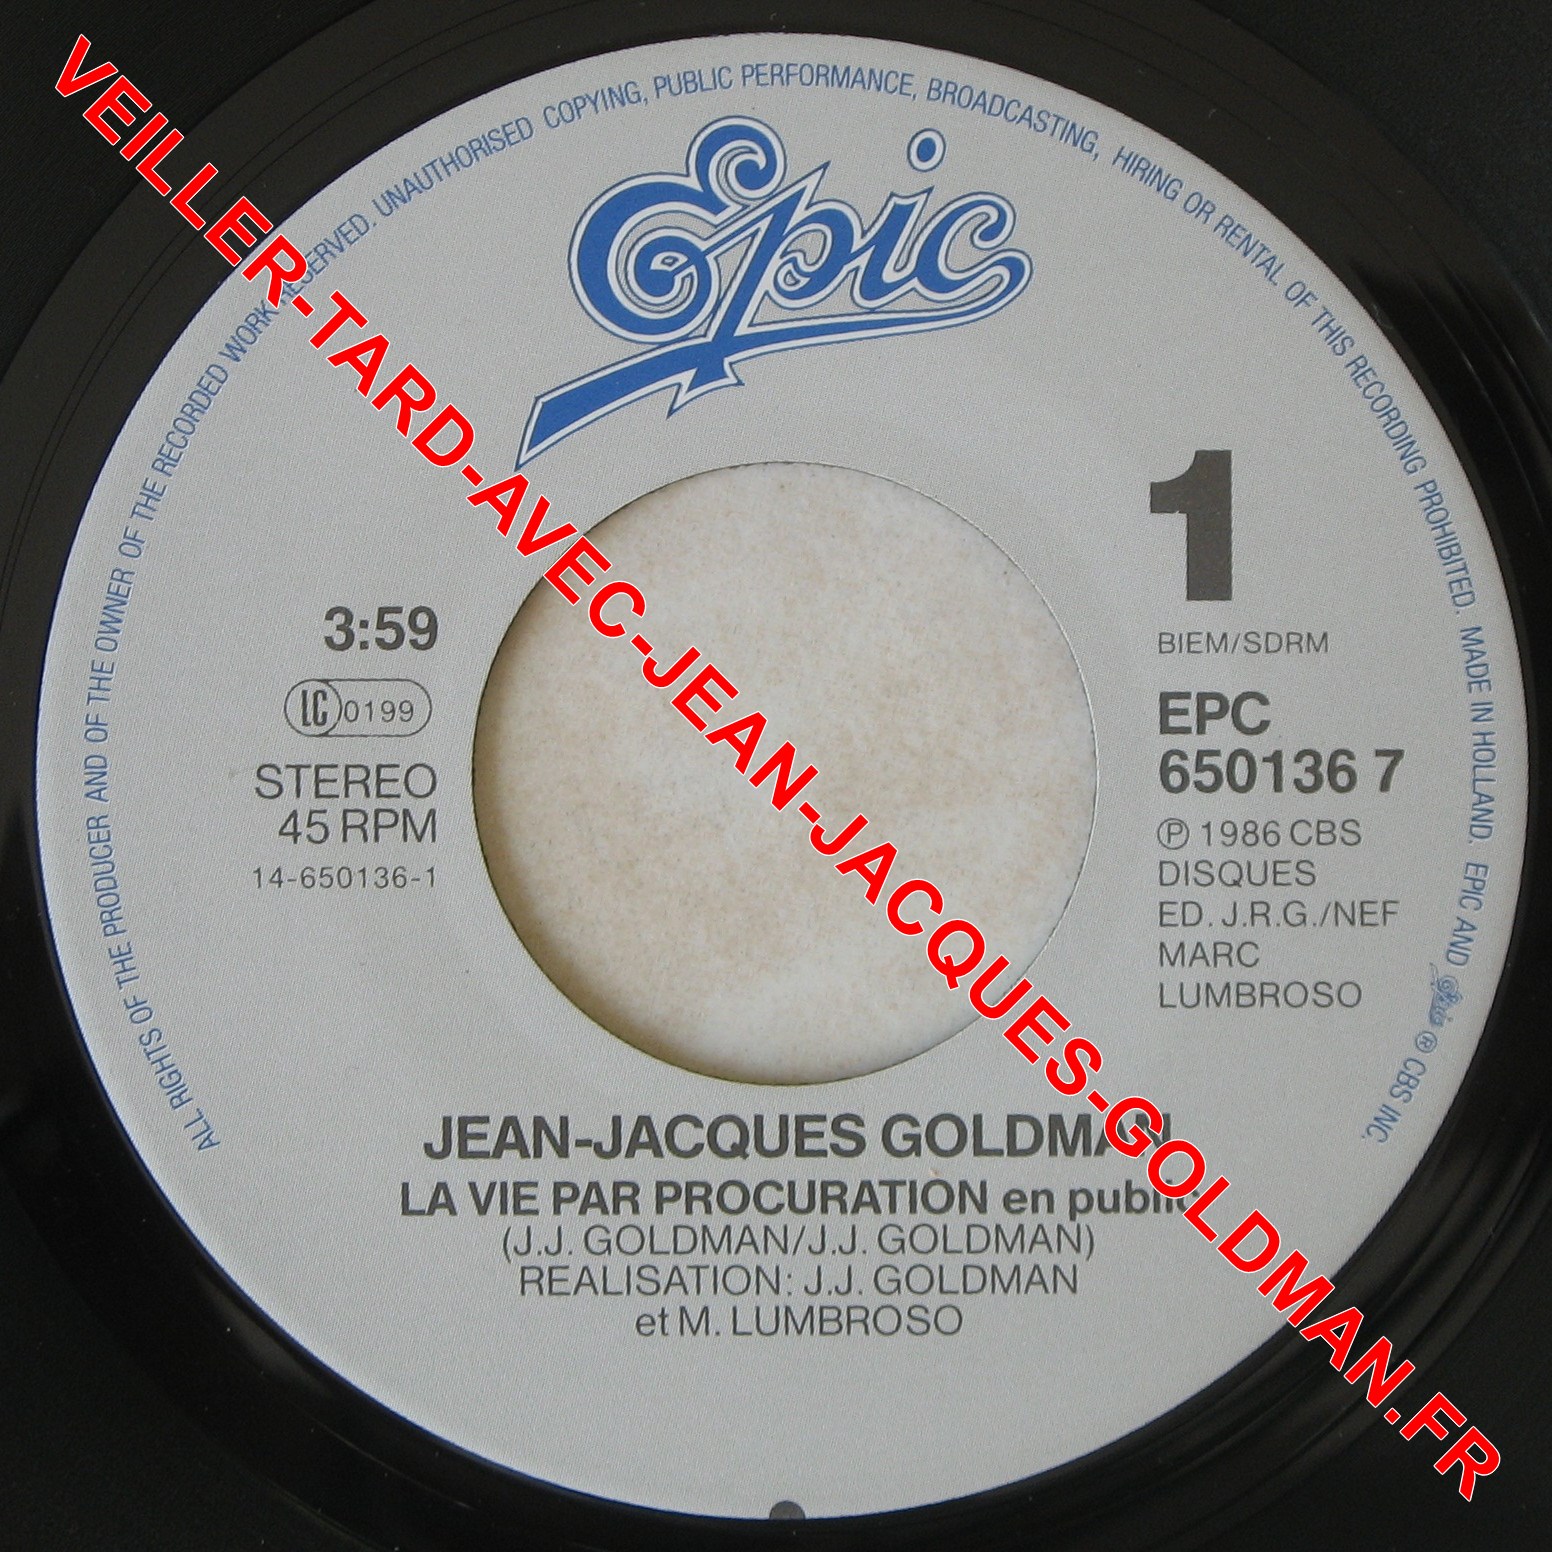 ALL RIGHTS OF THE PRODUCER AND OF THE OWNER OF THE RECORDED WORK RESERVED. UNAUTHORISED COPYING, PUBLIC PERFORMANCE, BROADCASTING, HIRING OR RENTAL OF THIS RECORDING PROHIBITED. MADE IN HOLLAND. EPIC AND Epic ® CBS INC.
Epic
1
BIEM/SDRM
3:59
LC 0199
STEREO
45 RPM
14-650136-1
EPC
650136 7
Ⓟ 1986 CBS
DISQUES
ED. J.R.G./NEF
MARC
LUMBROSO
JEAN-JACQUES GOLDMAN
LA VIE PAR PROCURATION en public
(J.J. GOLDMAN/J.J. GOLDMAN)
REALISATION: J.J. GOLDMAN
et M. LUMBROSO
VEILLER-TARD-AVEC-JEAN-JACQUES-GOLDMAN.FR